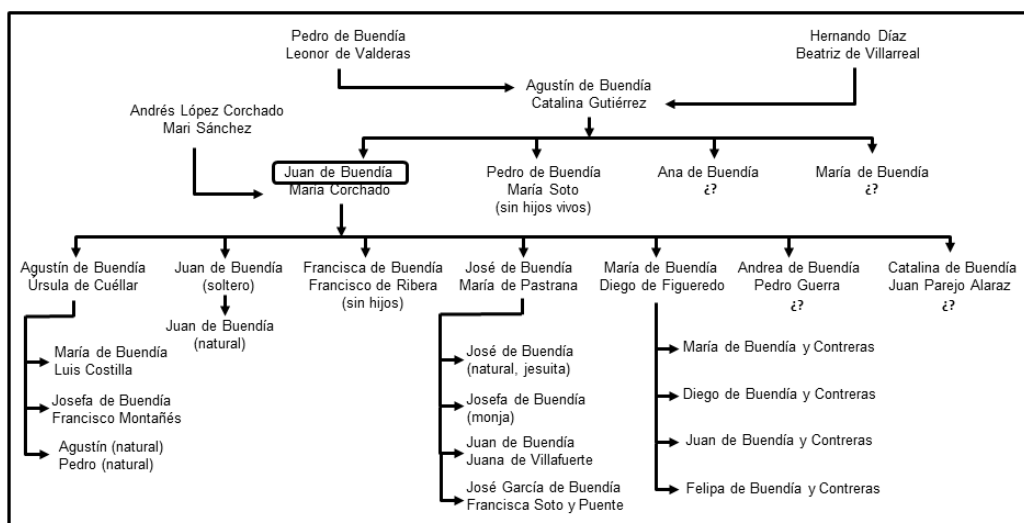 Pedro de Buendía
Leonor de Valderas
Hernando Díaz
Beatriz de Villarreal
Agustín de Buendía
Catalina Gutiérrez
Andrés López Corchado
Mari Sánchez
Juan de Buendía
Maria Corchado
Pedro de Buendía
María Soto
(sin hijos vivos)
Ana de Buendía
¿?
María de Buendía
¿?
Agustín de Buendía
Úrsula de Cuéllar
Juan de Buendía
(soltero)
Juan de Buendía
(natural)
Francisca de Buendía
Francisco de Ribera
(sin hijos)
José de Buendía
María de Pastrana
María de Buendía
Diego de Figueredo
Andrea de Buendía
Pedro Guerra
¿?
Catalina de Buendía
Juan Parejo Alaraz
¿?
María de Buendía
Luis Costilla
Josefa de Buendía
Francisco Montañés
Agustín (natural)
Pedro (natural)
José de Buendía
(natural, jesuita)
Josefa de Buendía
(monja)
Juan de Buendía
Juana de Villafuerte
José García de Buendía
Francisca Soto y Puente
María de Buendía y Contreras
Diego de Buendía y Contreras
Juan de Buendía y Contreras
Felipa de Buendía y Contreras